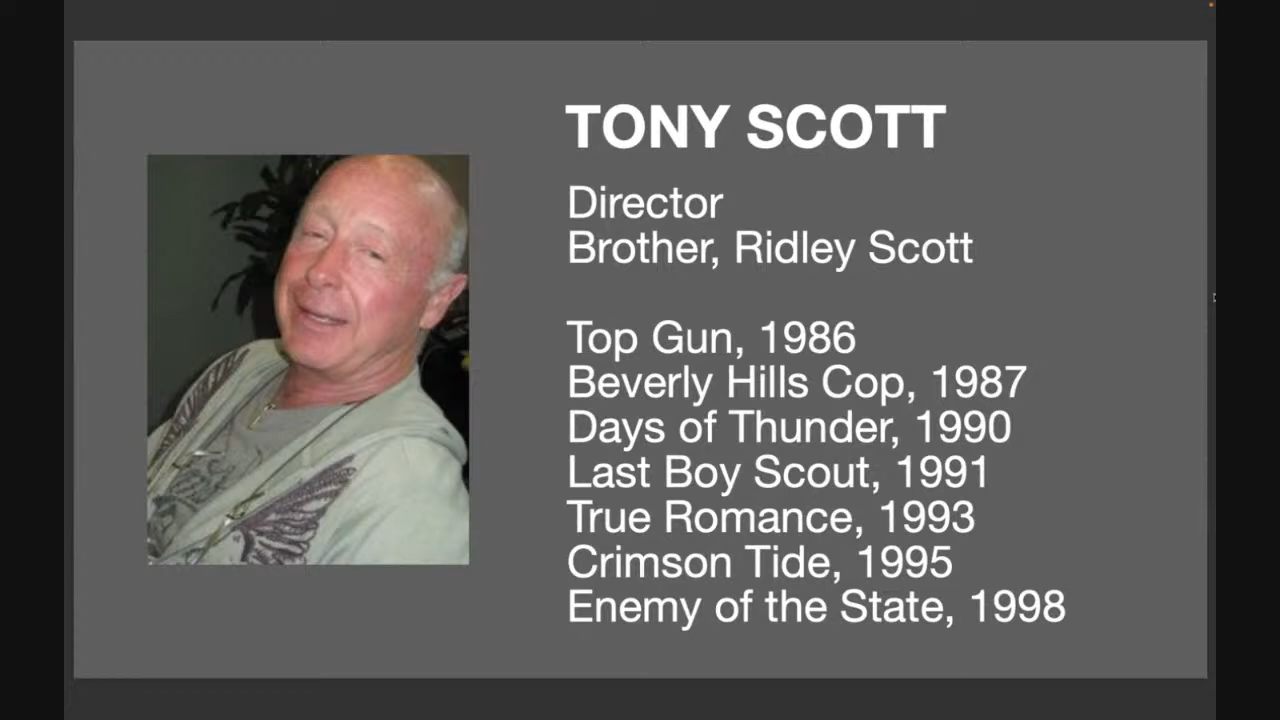 TONY SCOTT
Director
Brother, Ridley Scott
Top Gun, 1986
Beverly Hills Cop, 1987
Days of Thunder, 1990
Last Boy Scout, 1991
True Romance, 1993
Crimson Tide, 1995
Enemy of the State, 1998